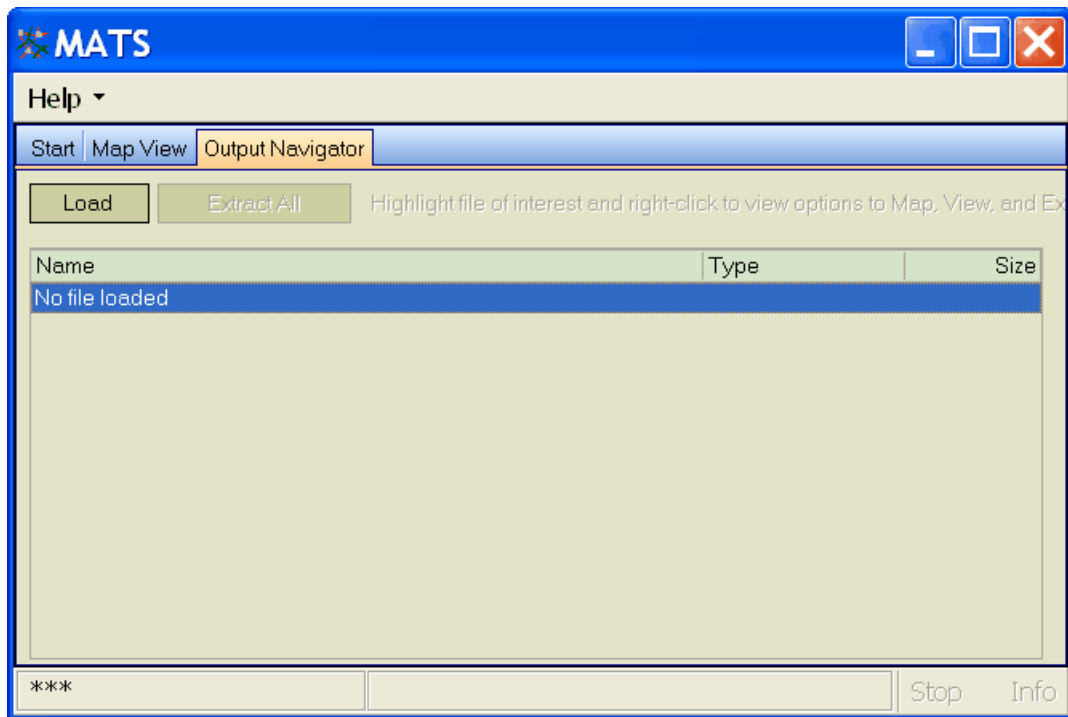 MATS
Help
Start Map View Output Navigator
Load Extract All Highlight file of interest and right-click to view options to Map, View, and Ex
Name Type Size
No file loaded
*** Stop Info